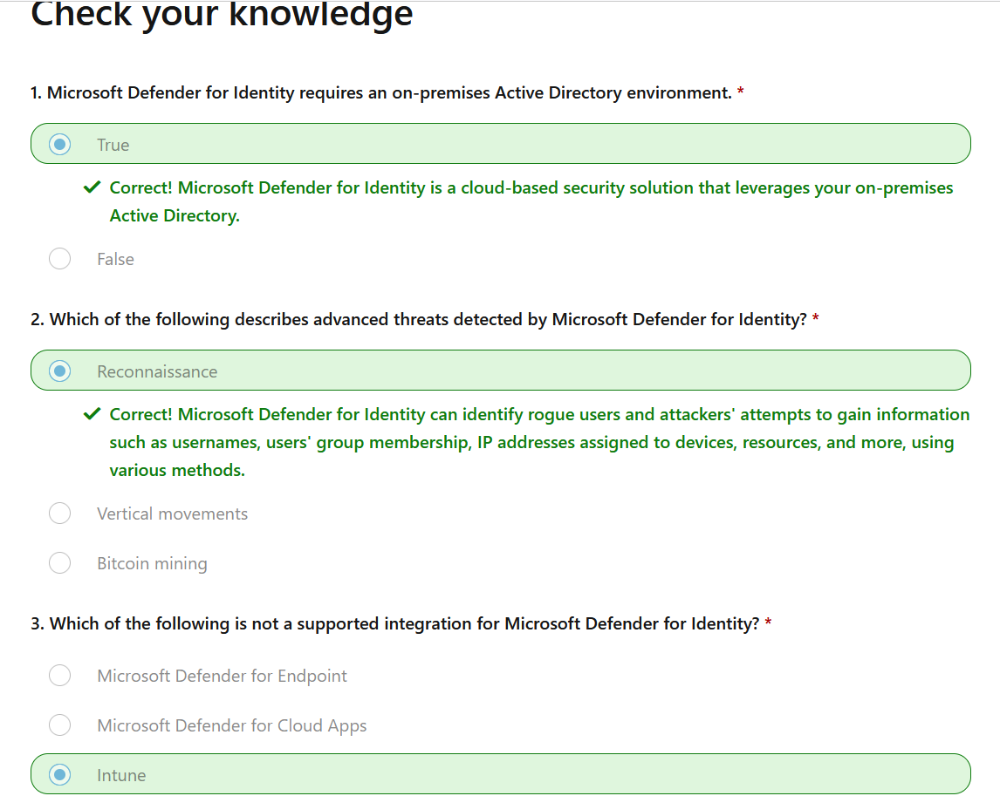 Check your knowledge
1. Microsoft Defender for Identity requires an on-premises Active Directory environment. *
True
Correct! Microsoft Defender for Identity is a cloud-based security solution that leverages your on-premises
Active Directory.
False
2. Which of the following describes advanced threats detected by Microsoft Defender for Identity? *
Reconnaissance
Correct! Microsoft Defender for Identity can identify rogue users and attackers' attempts to gain information
such as usernames, users' group membership, IP addresses assigned to devices, resources, and more, using
various methods.
Vertical movements
Bitcoin mining
3. Which of the following is not a supported integration for Microsoft Defender for Identity? *
Microsoft Defender for Endpoint
Microsoft Defender for Cloud Apps
Intune